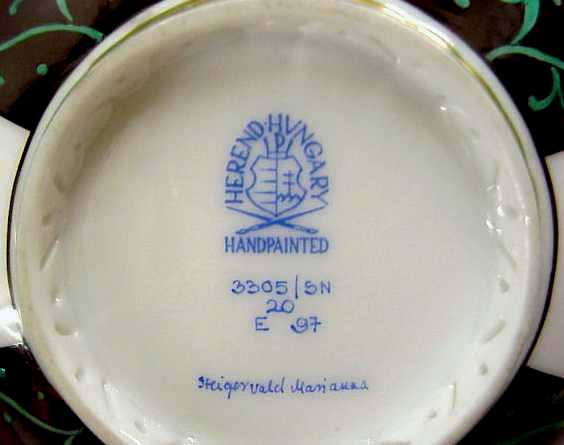 HEREND·HUNGARY
HANDPAINTED
3305/SN
20
E 97
Steigervald Marianna